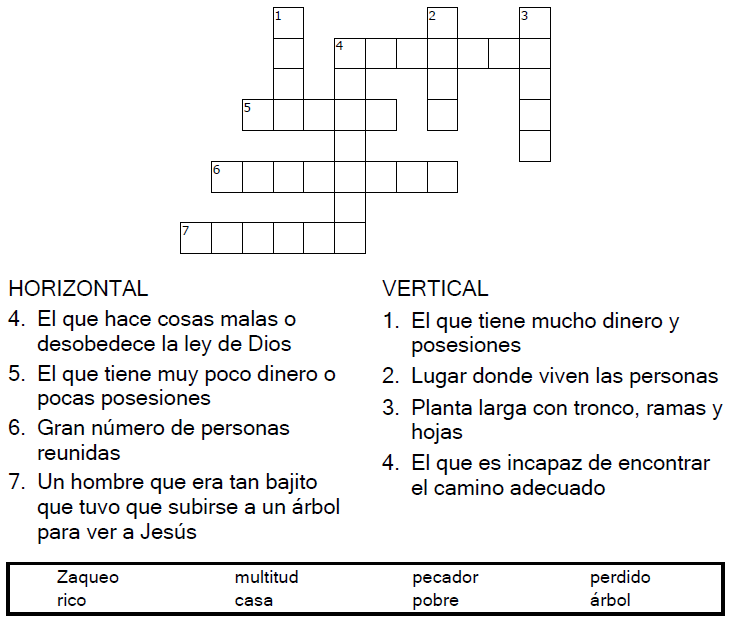 1
2
3
4
5
6
7
HORIZONTAL
4. El que hace cosas malas o
desobedece la ley de Dios
5. El que tiene muy poco dinero o
pocas posesiones
6. Gran número de personas
reunidas
7. Un hombre que era tan bajito
que tuvo que subirse a un árbol
para ver a Jesús
VERTICAL
1. El que tiene mucho dinero y
posesiones
2. Lugar donde viven las personas
3. Planta larga con tronco, ramas y
hojas
4. El que es incapaz de encontrar
el camino adecuado
Zaqueo multitud pecador perdido
rico casa pobre árbol